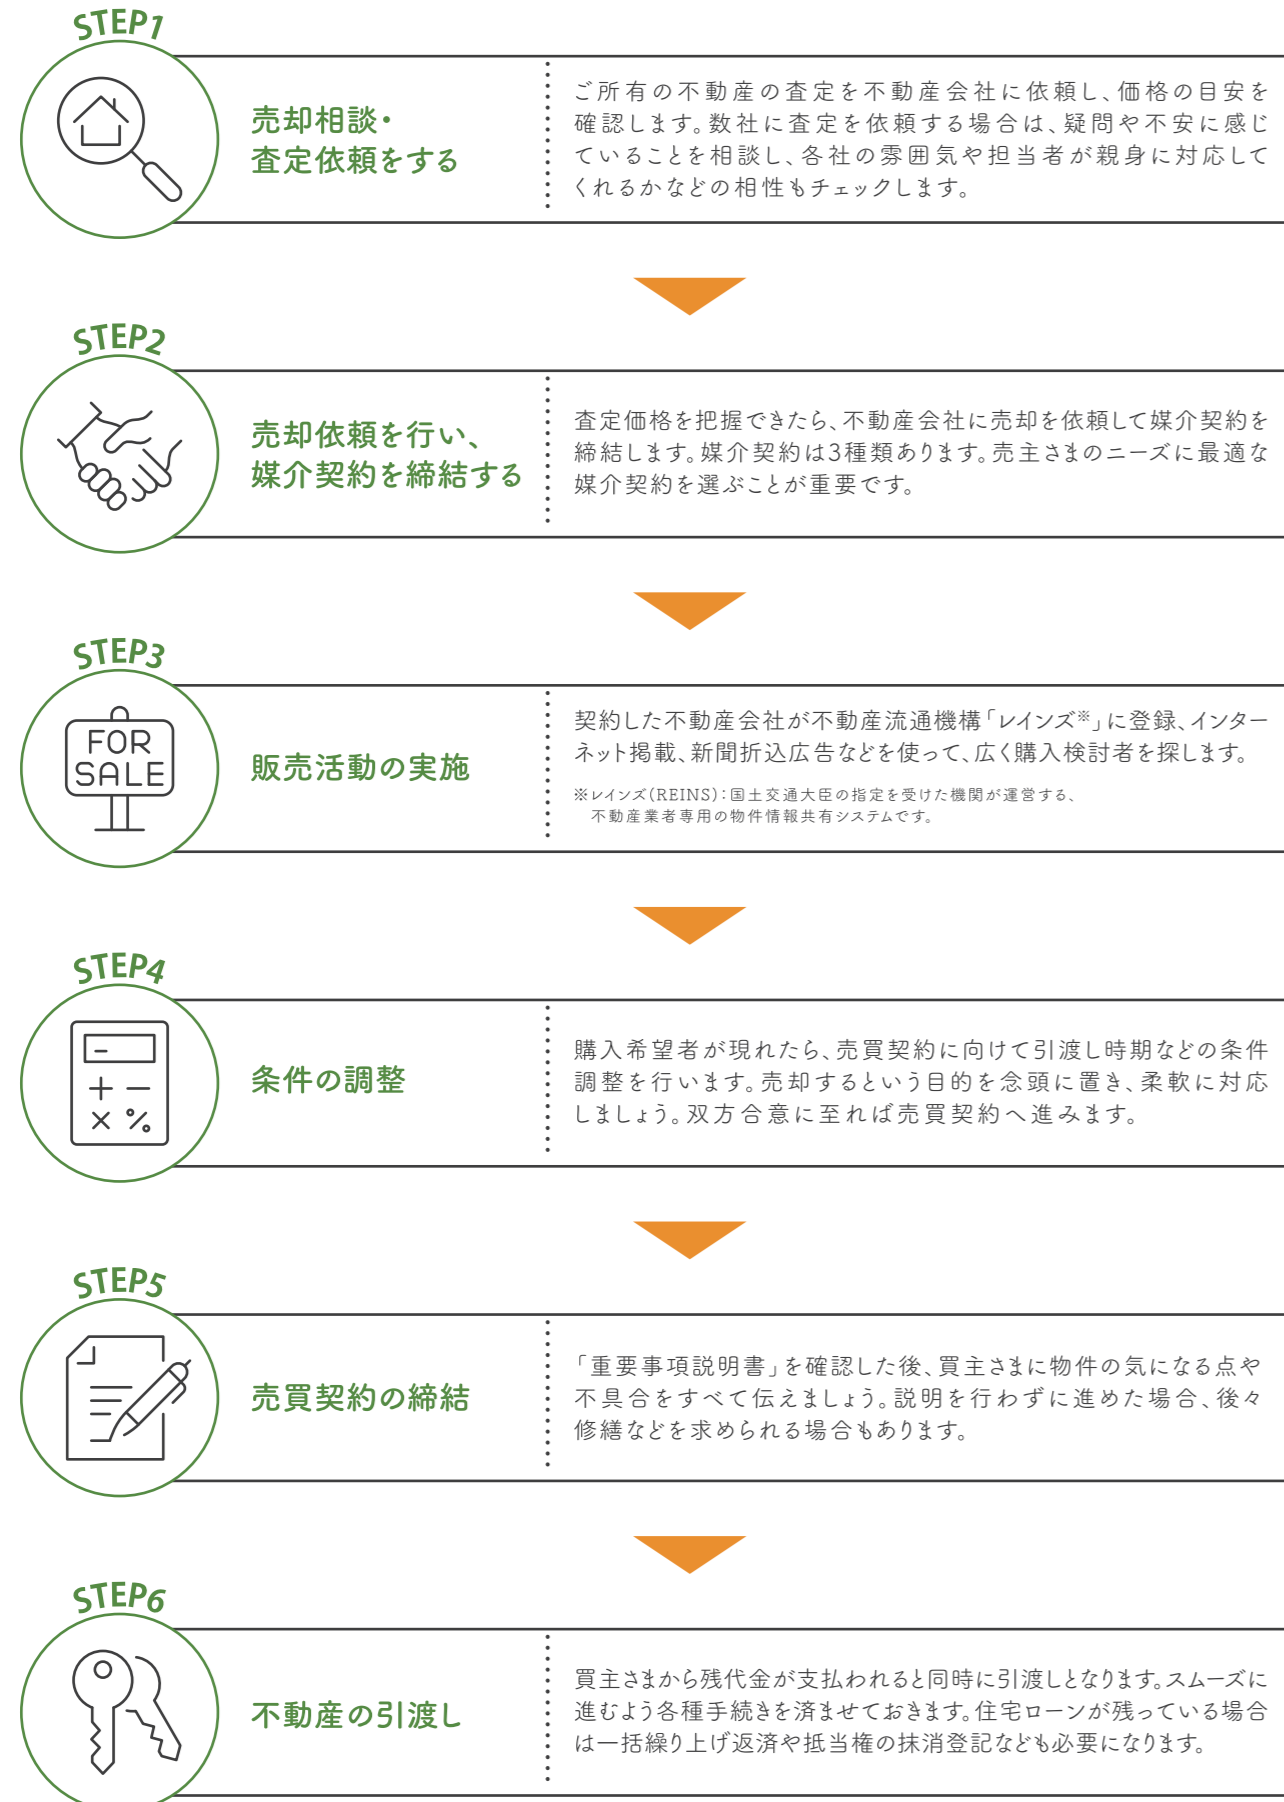 STEP1
売却相談・
査定依頼をする
ご所有の不動産の査定を不動産会社に依頼し、価格の目安を
確認します。数社に査定を依頼する場合は、疑問や不安に感じ
ていることを相談し、各社の雰囲気や担当者が親身に対応して
くれるかなどの相性もチェックします。
STEP2
売却依頼を行い、
媒介契約を締結する
査定価格を把握できたら、不動産会社に売却を依頼して媒介契約を
締結します。媒介契約は3種類あります。売主さまのニーズに最適な
媒介契約を選ぶことが重要です。
STEP3
FOR
SALE
販売活動の実施
契約した不動産会社が不動産流通機構「レインズ※」に登録、インター
ネット掲載、新聞折込広告などを使って、広く購入検討者を探します。
※レインズ(REINS):国土交通大臣の指定を受けた機関が運営する、
不動産業者専用の物件情報共有システムです。
STEP4
条件の調整
購入希望者が現れたら、売買契約に向けて引渡し時期などの条件
調整を行います。売却するという目的を念頭に置き、柔軟に対応
しましょう。双方合意に至れば売買契約へ進みます。
STEP5
売買契約の締結
「重要事項説明書」を確認した後、買主さまに物件の気になる点や
不具合をすべて伝えましょう。説明を行わずに進めた場合、後々
修繕などを求められる場合もあります。
STEP6
不動産の引渡し
買主さまから残代金が支払われると同時に引渡しとなります。スムーズに
進むよう各種手続きを済ませておきます。住宅ローンが残っている場合
は一括繰り上げ返済や抵当権の抹消登記なども必要になります。